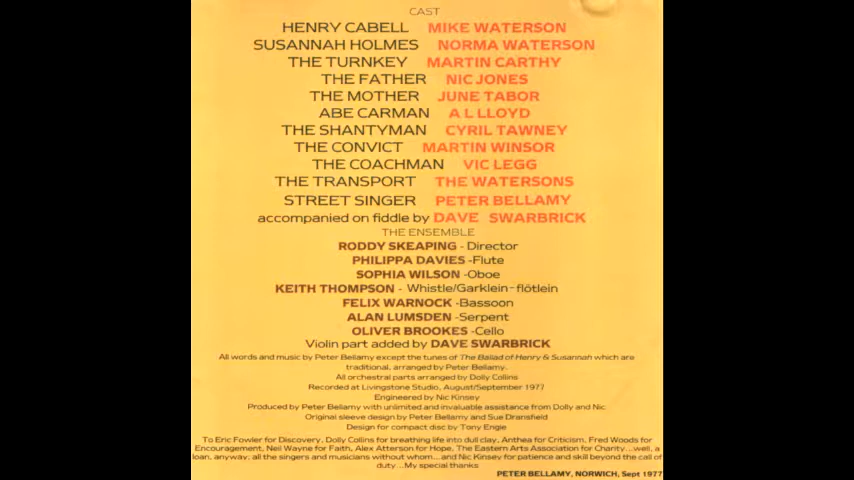 CAST
HENRY CABELL MIKE WATERSON
SUSANNAH HOLMES NORMA WATERSON
THE TURNKEY MARTIN CARTHY
THE FATHER NIC JONES
THE MOTHER JUNE TABOR
ABE CARMAN A L LLOYD
THE SHANTYMAN CYRIL TAWNEY
THE CONVICT MARTIN WINSOR
THE COACHMAN VIC LEGG
THE TRANSPORT THE WATERSONS
STREET SINGER PETER BELLAMY
accompanied on fiddle by DAVE SWARBRICK
THE ENSEMBLE
RODDY SKEAPING - Director
PHILIPPA DAVIES -Flute
SOPHIA WILSON -Oboe
KEITH THOMPSON - Whistle/Garklein-flötlein
FELIX WARNOCK -Bassoon
ALAN LUMSDEN -Serpent
OLIVER BROOKES -Cello
Violin part added by DAVE SWARBRICK
All words and music by Peter Bellamy except the tunes of The Ballad of Henry & Susannah which are
traditional, arranged by Peter Bellamy.
All orchestral parts arranged by Dolly Collins
Recorded at Livingstone Studio, August/September 1977
Engineered by Nic Kinsey
Produced by Peter Bellamy with unlimited and invaluable assistance from Dolly and Nic
Original sleeve design by Peter Bellamy and Sue Dransfield
Design for compact disc by Tony Engle
To Eric Fowler for Discovery, Dolly Collins for breathing life into dull clay, Anthea for Criticism, Fred Woods for
Encouragement, Neil Wayne for Faith, Alex Atterson for Hope, The Eastern Arts Association for Charity...well, a
loan, anyway; all the singers and musicians without whom...and Nic Kinsey for patience and skill beyond the call of
duty...My special thanks
PETER BELLAMY, NORWICH, Sept 1977